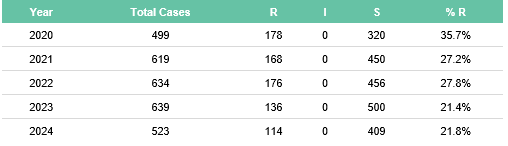 Year Total Cases R I S % R
2020 499 178 0 320 35.7%
2021 619 168 0 450 27.2%
2022 634 176 0 456 27.8%
2023 639 136 0 500 21.4%
2024 523 114 0 409 21.8%